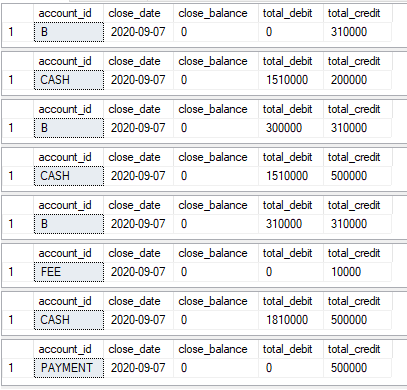 account_id close_date close_balance total_debit total_credit
1 B 2020-09-07 0 0 310000
account_id close_date close_balance total_debit total_credit
1 CASH 2020-09-07 0 1510000 200000
account_id close_date close_balance total_debit total_credit
1 B 2020-09-07 0 300000 310000
account_id close_date close_balance total_debit total_credit
1 CASH 2020-09-07 0 1510000 500000
account_id close_date close_balance total_debit total_credit
1 B 2020-09-07 0 310000 310000
account_id close_date close_balance total_debit total_credit
1 FEE 2020-09-07 0 0 10000
account_id close_date close_balance total_debit total_credit
1 CASH 2020-09-07 0 1810000 500000
account_id close_date close_balance total_debit total_credit
1 PAYMENT 2020-09-07 0 0 500000